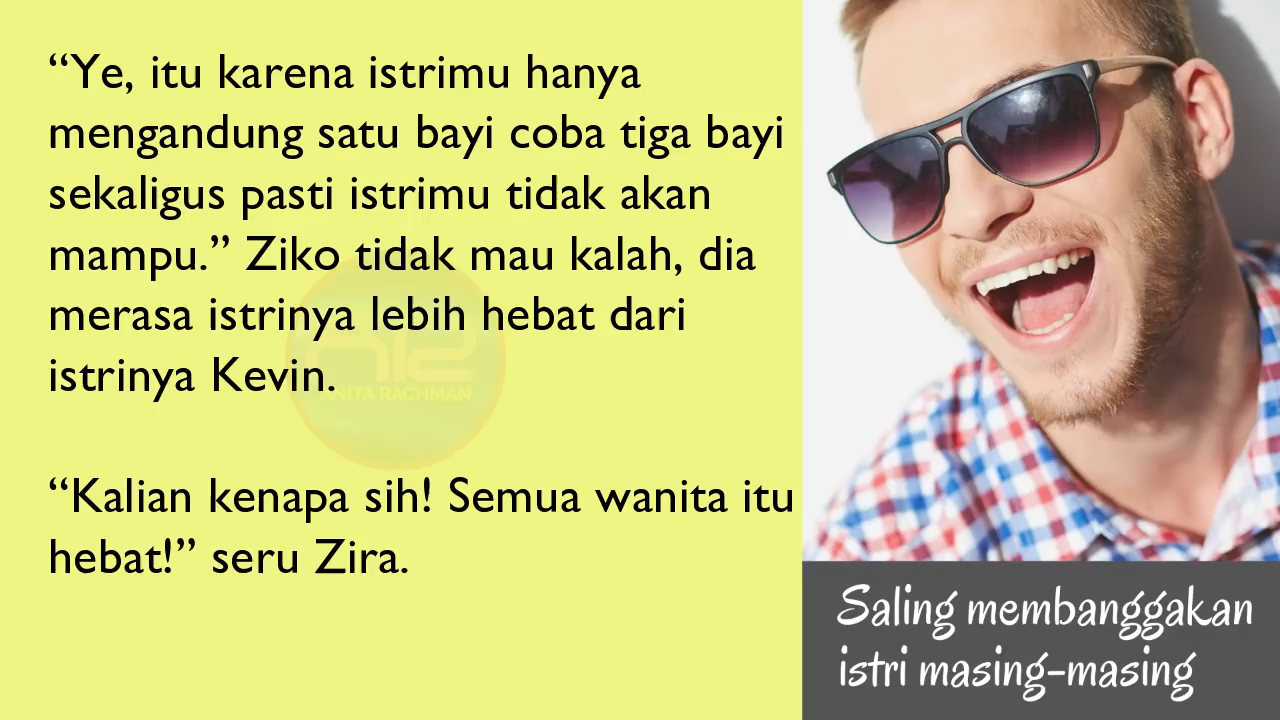 “Ye, itu karena istrimu hanya
mengandung satu bayi coba tiga bayi
sekaligus pasti istrimu tidak akan
mampu.” Ziko tidak mau kalah, dia
merasa istrinya lebih hebat dari
istrinya Kevin.
ANITA RACHMAN
“Kalian kenapa sih! Semua wanita itu
hebat!” seru Zira.
Saling membanggakan
istri masing-masing